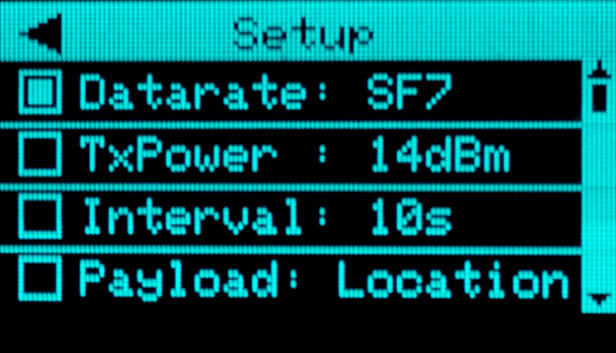 Setup
Datarate: SF7
TxPower : 14dBm
Interval: 10s
Payload: Location